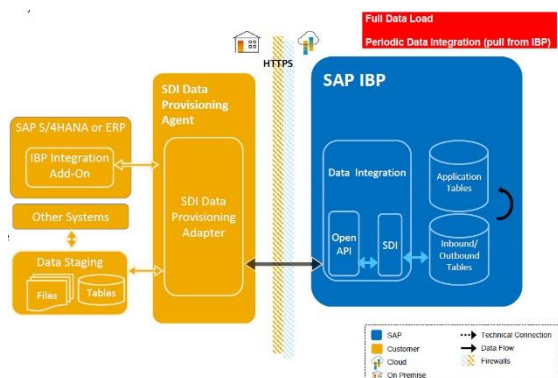 Full Data Load
Periodic Data Integration (pull from IBP)
HTTPS
SDI Data
Provisioning
Agent
SAP IBP
SAP S/4HANA or ERP
IBP Integration
Add-On
SDI Data
Provisioning
Adapter
Data Integration
Application
Tables
Other Systems
Open
API
SDI
Inbound/
Outbound
Tables
Data Staging
Files
Tables
SAP
Customer
Cloud
On Premise
Technical Connection
Data Flow
Firewalls